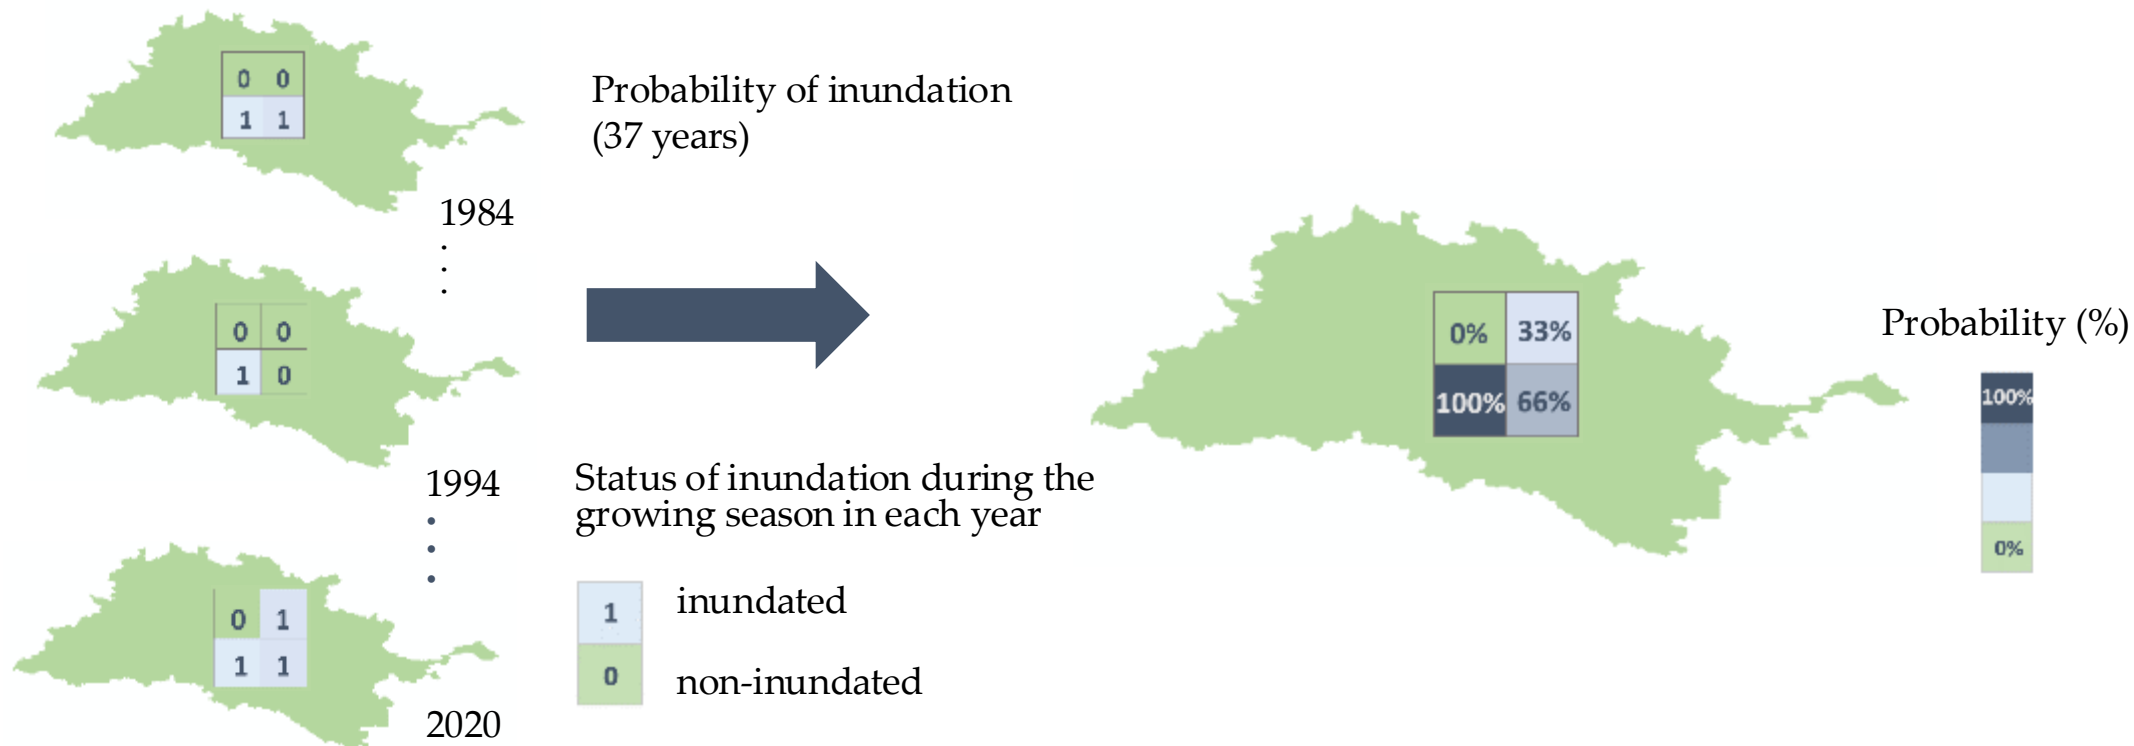 0 0
1 1
1984
Probability of inundation
(37 years)
0 0
1 0
1994
0 1
1 1
2020
Status of inundation during the
growing season in each year
1 inundated
0 non-inundated
0% 33%
100% 66%
Probability (%)
100%
0%